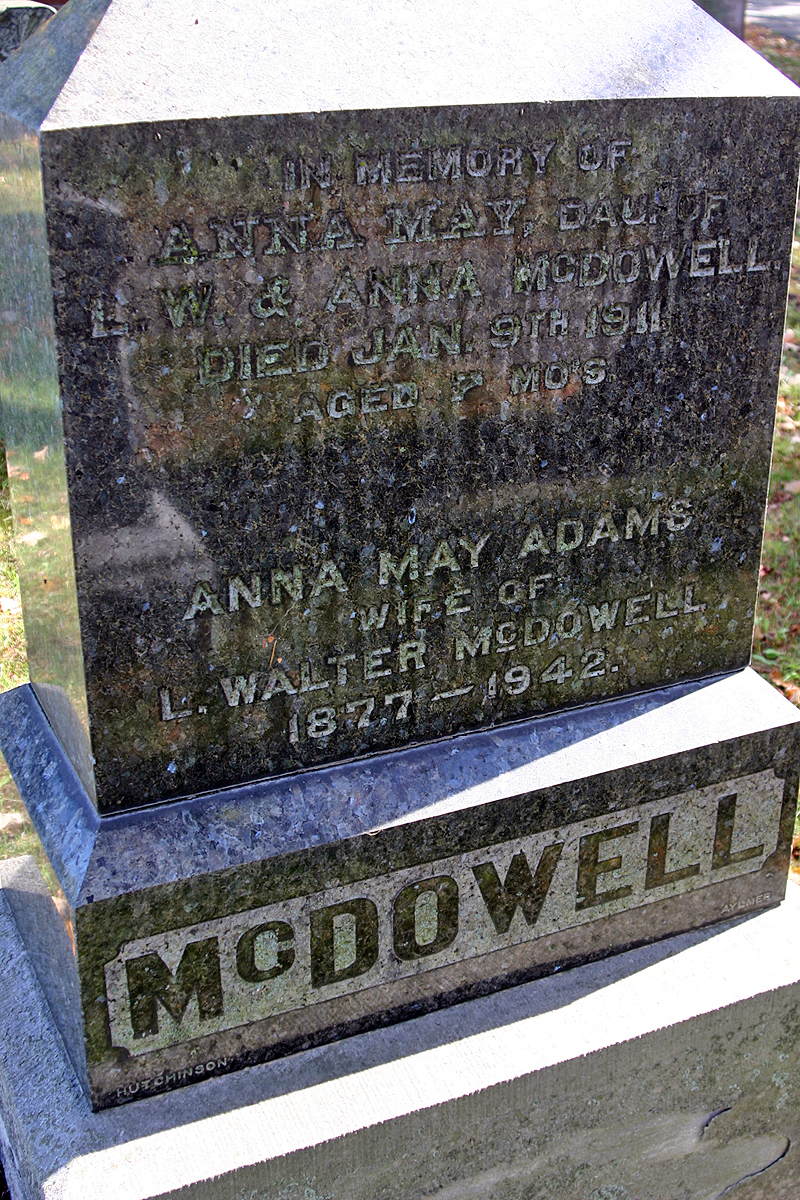 IN MEMORY OF
ANNA MAY, DAU. OF
L. W. & ANNA McDOWELL.
DIED JAN. 9TH 1911
AGED 7 MO'S.
ANNA MAY ADAMS
WIFE OF
L. WALTER McDOWELL
1877 — 1942.
McDOWELL
HUTCHINSON AYLMER